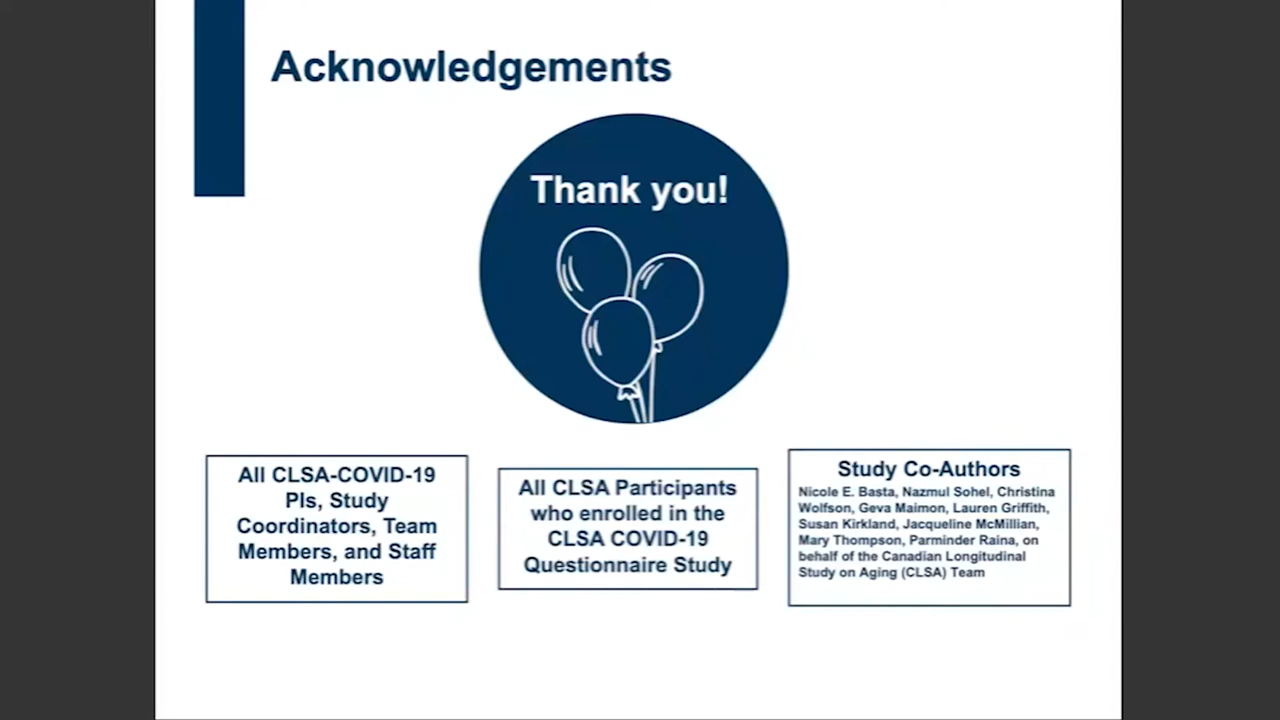 Acknowledgements
Thank you!
All CLSA-COVID-19
PIs, Study
Coordinators, Team
Members, and Staff
Members
All CLSA Participants
who enrolled in the
CLSA COVID-19
Questionnaire Study
Study Co-Authors
Nicole E. Basta, Nazmul Sohel, Christina
Wolfson, Geva Maimon, Lauren Griffith,
Susan Kirkland, Jacqueline McMillian,
Mary Thompson, Parminder Raina, on
behalf of the Canadian Longitudinal
Study on Aging (CLSA) Team